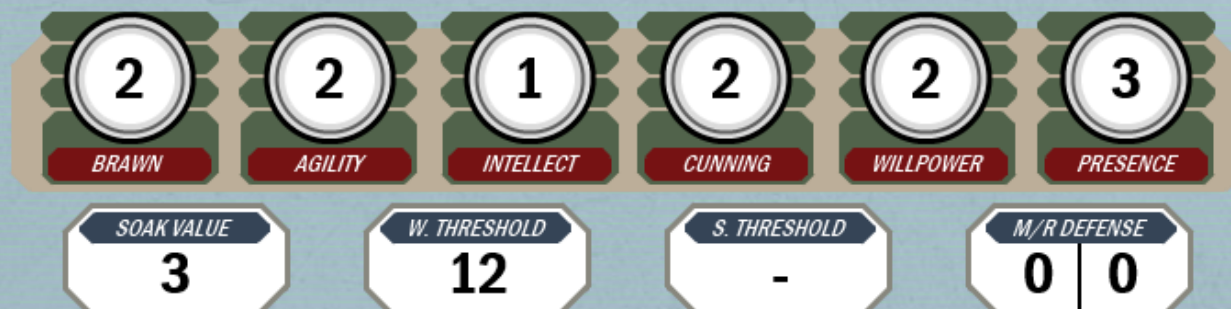 2 2 1 2 2 3
BRAWN AGILITY INTELLECT CUNNING WILLPOWER PRESENCE
SOAK VALUE W. THRESHOLD S. THRESHOLD M/R DEFENSE
3 12 - 0 0